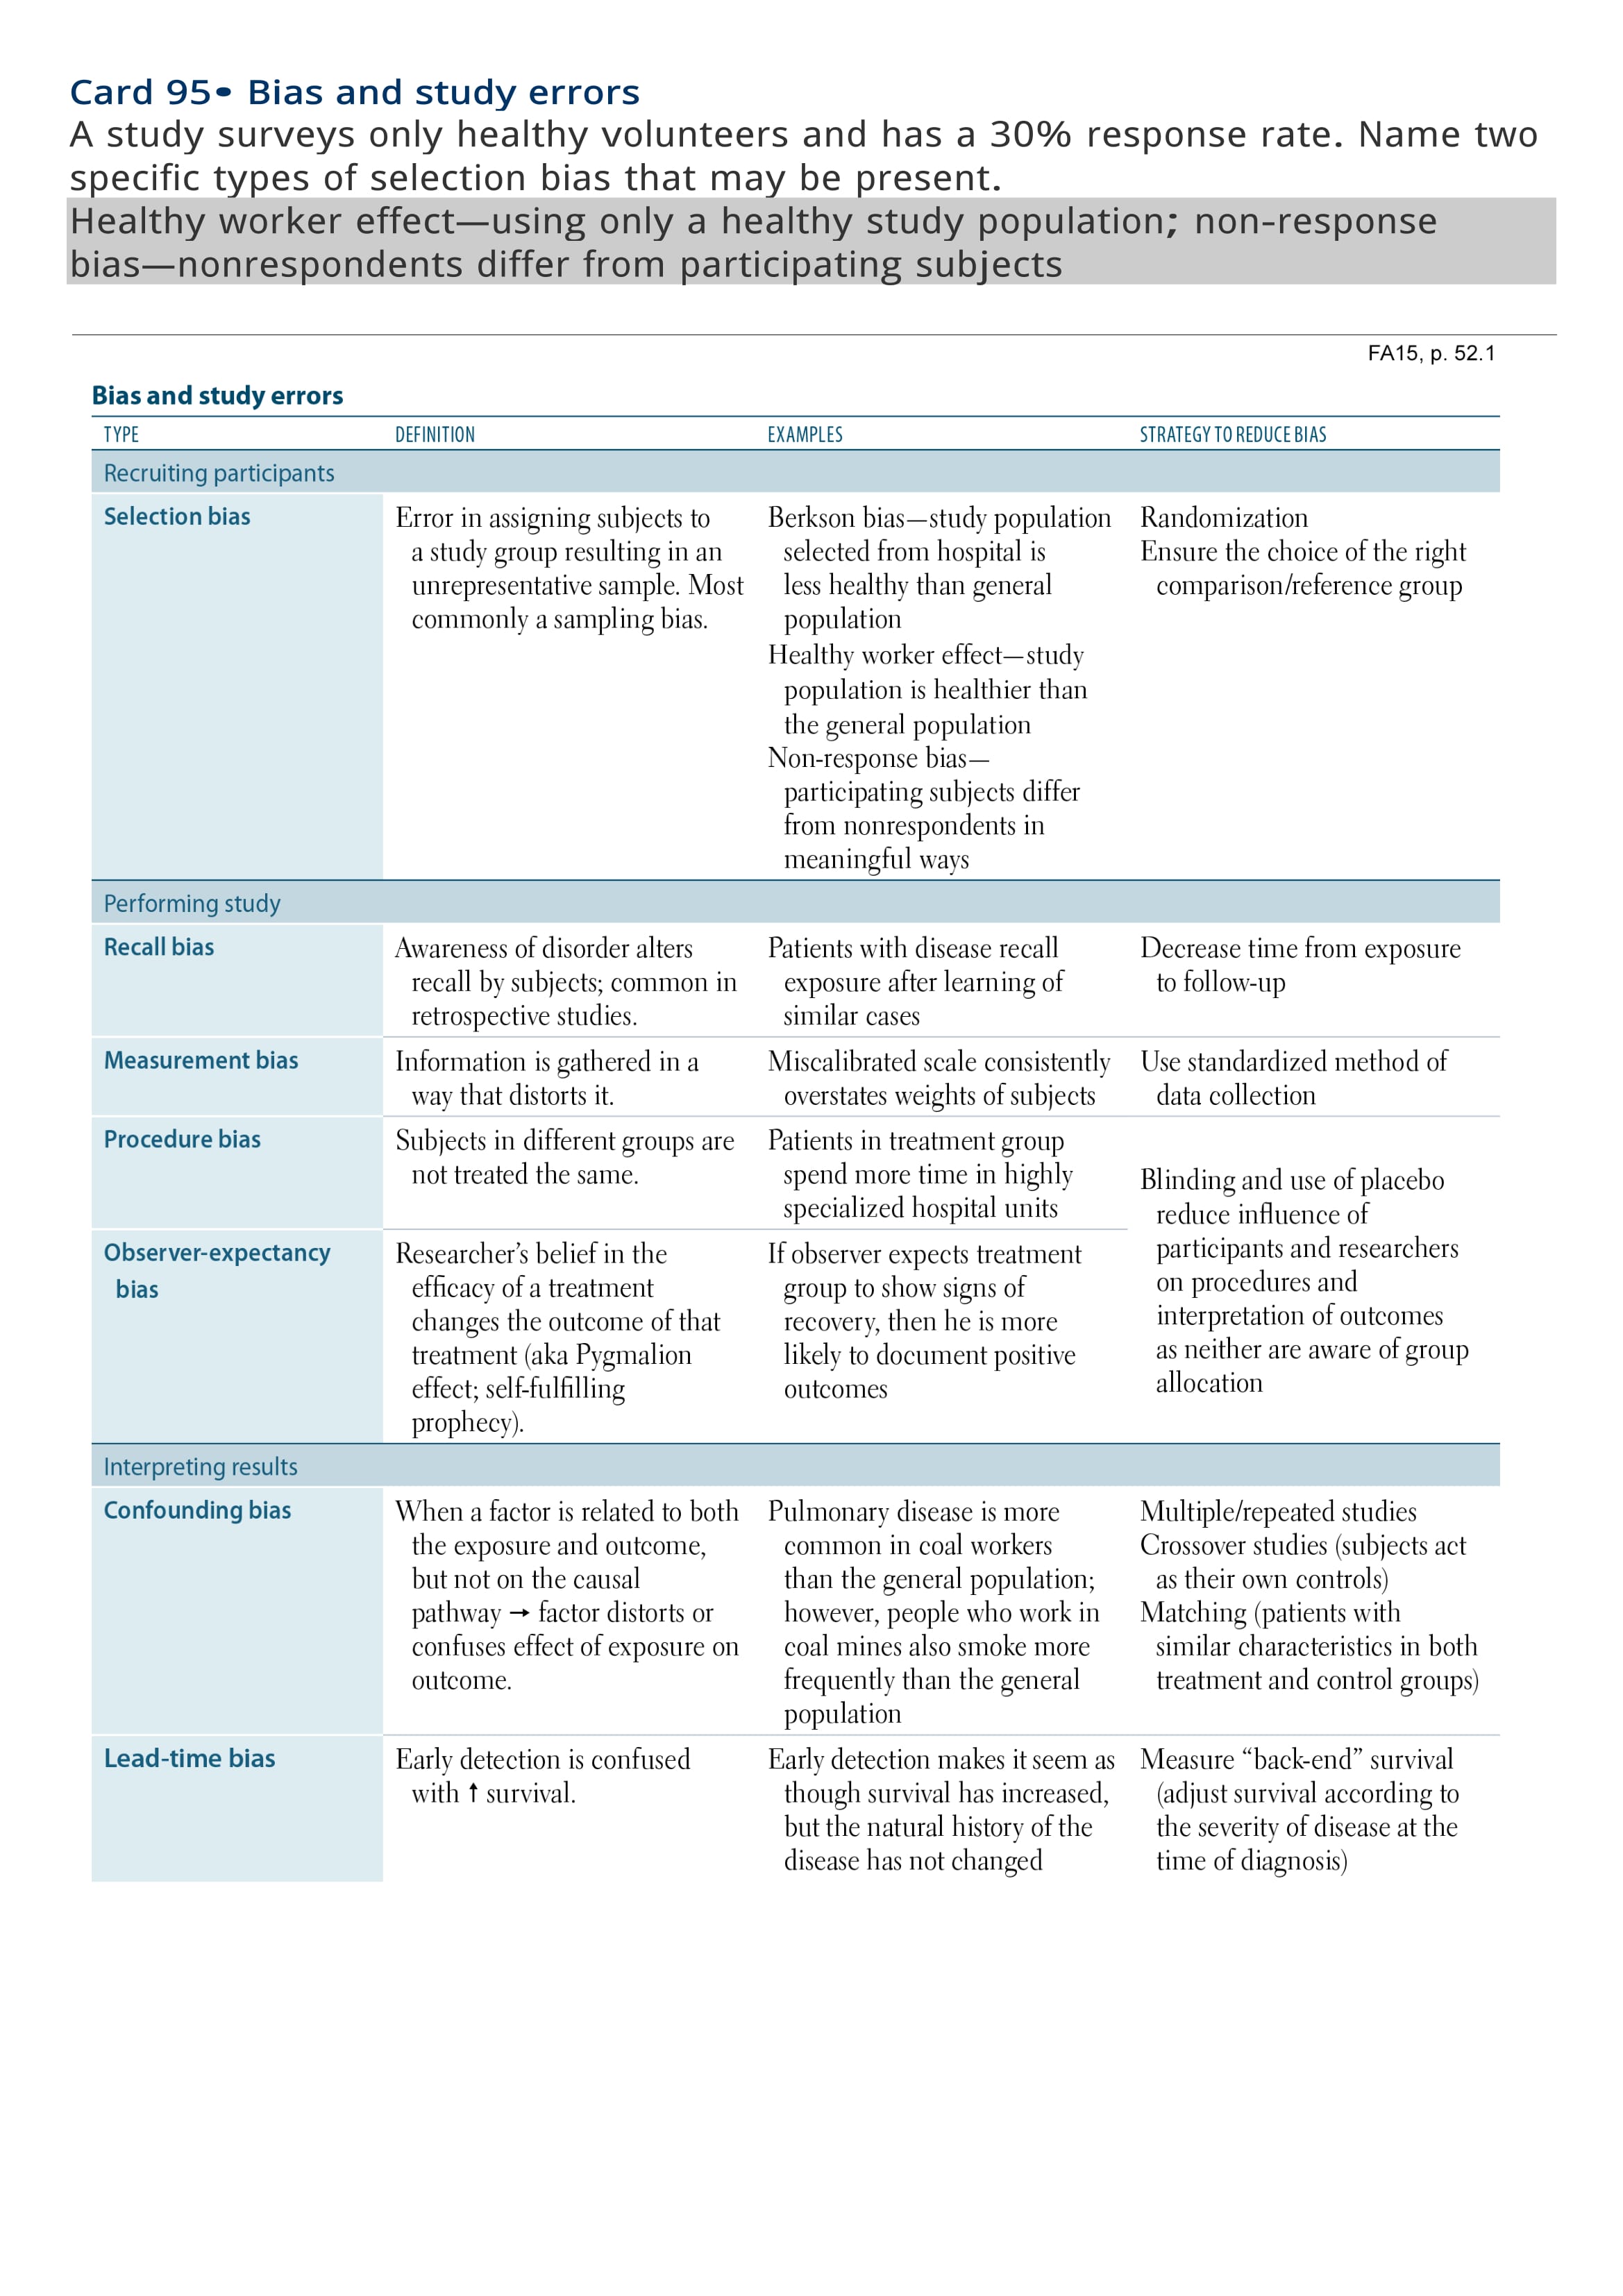 Card 95• Bias and study errors
A study surveys only healthy volunteers and has a 30% response rate. Name two
specific types of selection bias that may be present.
Healthy worker effect—using only a healthy study population; non-response
bias—nonrespondents differ from participating subjects
FA15, p. 52.1
Bias and study errors
TYPE DEFINITION EXAMPLES STRATEGY TO REDUCE BIAS
Recruiting participants
Selection bias
Error in assigning subjects to
a study group resulting in an
unrepresentative sample. Most
commonly a sampling bias.
Berkson bias—study population
selected from hospital is
less healthy than general
population
Healthy worker effect—study
population is healthier than
the general population
Non-response bias—
participating subjects differ
from nonrespondents in
meaningful ways
Randomization
Ensure the choice of the right
comparison/reference group
Performing study
Recall bias
Awareness of disorder alters
recall by subjects; common in
retrospective studies.
Patients with disease recall
exposure after learning of
similar cases
Decrease time from exposure
to follow-up
Measurement bias
Information is gathered in a
way that distorts it.
Miscalibrated scale consistently
overstates weights of subjects
Use standardized method of
data collection
Procedure bias
Subjects in different groups are
not treated the same.
Patients in treatment group
spend more time in highly
specialized hospital units
Blinding and use of placebo
reduce influence of
participants and researchers
on procedures and
interpretation of outcomes
as neither are aware of group
allocation
Observer-expectancy
bias
Researcher’s belief in the
efficacy of a treatment
changes the outcome of that
treatment (aka Pygmalion
effect; self-fulfilling
prophecy).
If observer expects treatment
group to show signs of
recovery, then he is more
likely to document positive
outcomes
Interpreting results
Confounding bias
When a factor is related to both
the exposure and outcome,
but not on the causal
pathway → factor distorts or
confuses effect of exposure on
outcome.
Pulmonary disease is more
common in coal workers
than the general population;
however, people who work in
coal mines also smoke more
frequently than the general
population
Multiple/repeated studies
Crossover studies (subjects act
as their own controls)
Matching (patients with
similar characteristics in both
treatment and control groups)
Lead-time bias
Early detection is confused
with ↑ survival.
Early detection makes it seem as
though survival has increased,
but the natural history of the
disease has not changed
Measure “back-end” survival
(adjust survival according to
the severity of disease at the
time of diagnosis)